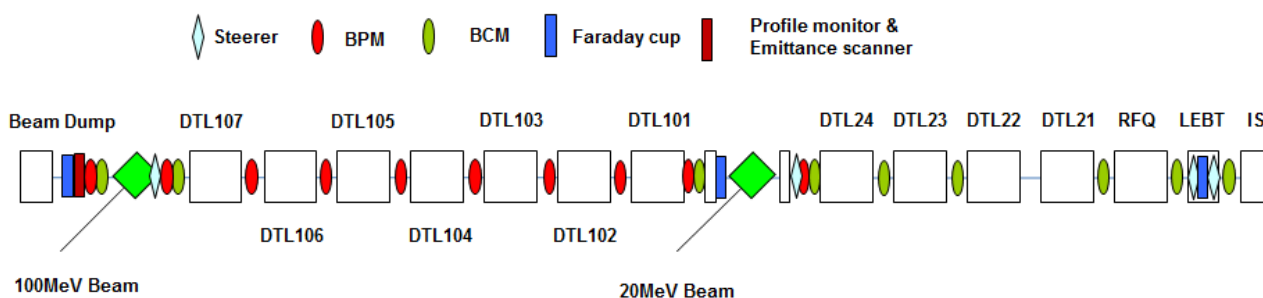 Steerer
BPM
BCM
Faraday cup
Profile monitor &
Emittance scanner
Beam Dump
DTL107
DTL105
DTL103
DTL101
DTL24
DTL23
DTL22
DTL21
RFQ
LEBT
IS
DTL106
DTL104
DTL102
100MeV Beam
20MeV Beam